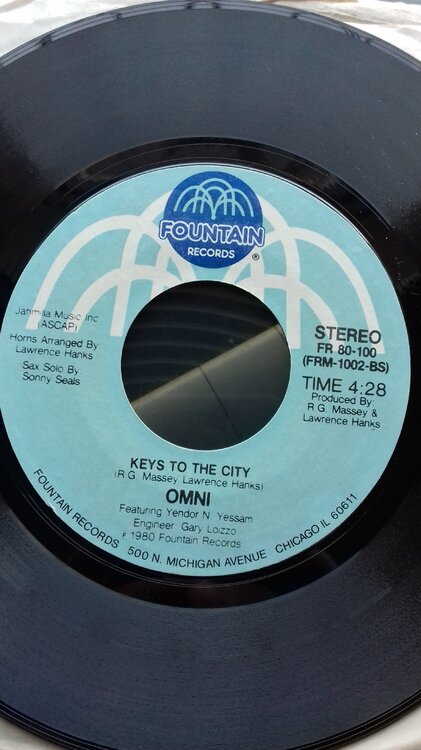 FOUNTAIN
RECORDS ®
Jahmilla Music Inc
(ASCAP)
Horns Arranged By
Lawrence Hanks
Sax Solo By
Sonny Seals
STEREO
FR 80-100
(FRM-1002-BS)
TIME 4:28
Produced By:
R.G. Massey &
Lawrence Hanks
KEYS TO THE CITY
(R.G. Massey Lawrence Hanks)
OMNI
Featuring Yendor N. Yessam
Engineer Gary Loizzo
℗ 1980 Fountain Records
FOUNTAIN RECORDS 500 N. MICHIGAN AVENUE CHICAGO IL 60611